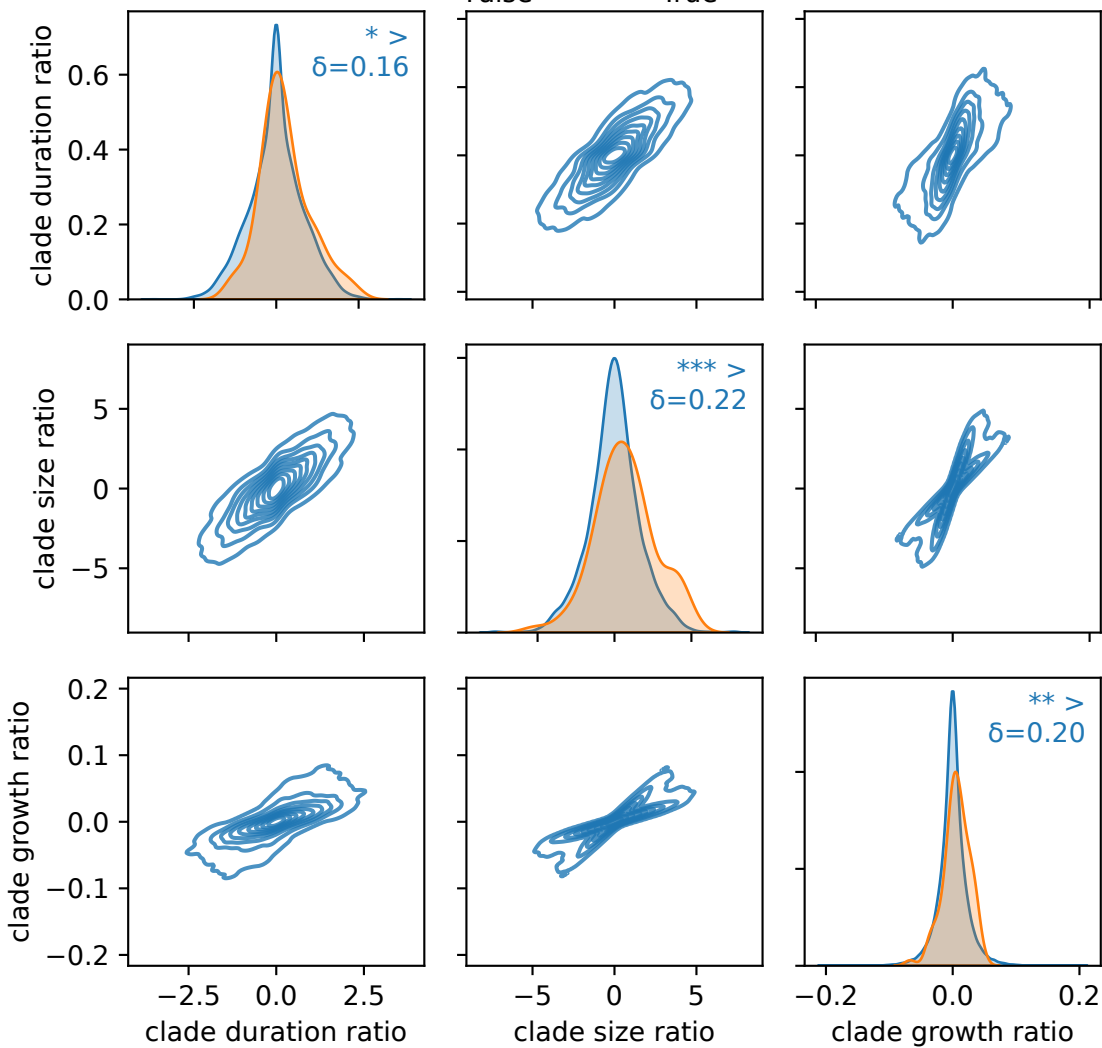 clade duration ratio
0.6
0.4
0.2
0.0
* >
δ=0.16
clade size ratio
5
0
−5
*** >
δ=0.22
clade growth ratio
0.2
0.1
0.0
−0.1
−0.2
** >
δ=0.20
−2.5 0.0 2.5
clade duration ratio
−5 0 5
clade size ratio
−0.2 0.0 0.2
clade growth ratio